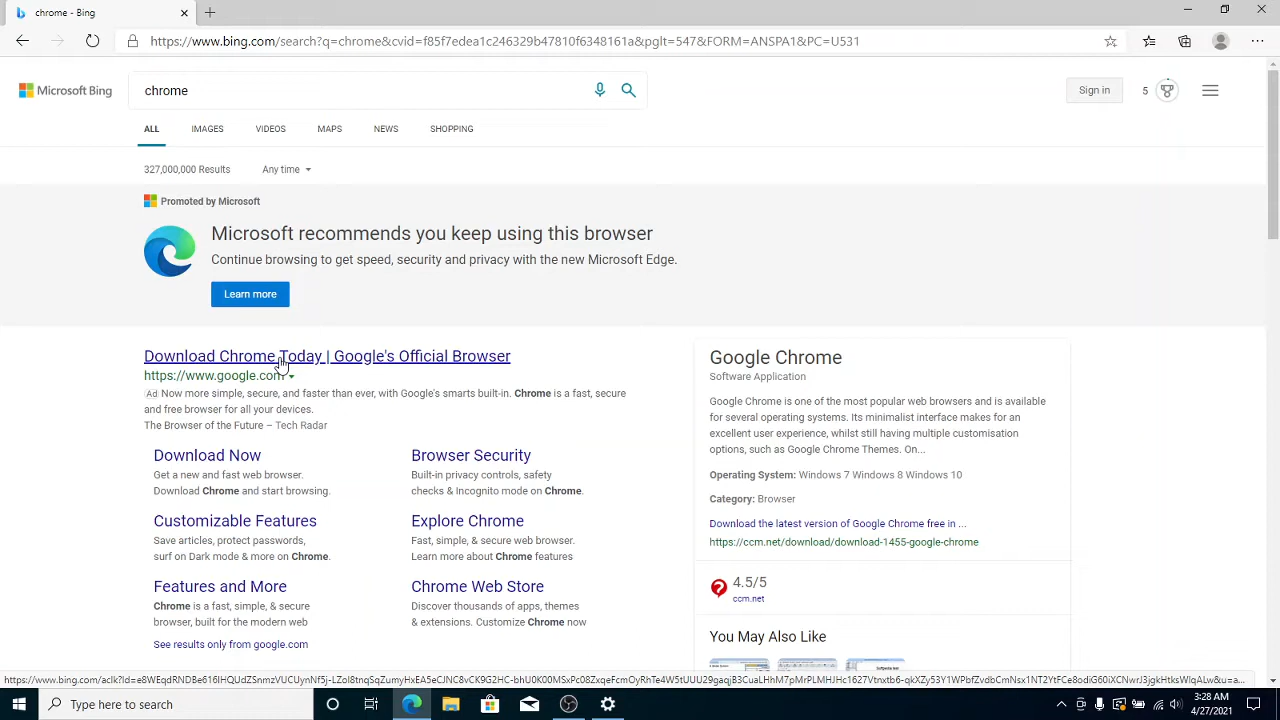 chrome - Bing
https://www.bing.com/search?q=chrome&cvid=f85f7edea1c246329b47810f6348161a&pglt=547&FORM=ANSPA1&PC=U531
Microsoft Bing
chrome
Sign in
5
ALL IMAGES VIDEOS MAPS NEWS SHOPPING
327,000,000 Results Any time
Promoted by Microsoft
Microsoft recommends you keep using this browser
Continue browsing to get speed, security and privacy with the new Microsoft Edge.
Learn more
Download Chrome Today | Google's Official Browser
https://www.google.com
Ad Now more simple, secure, and faster than ever, with Google's smarts built-in. Chrome is a fast, secure
and free browser for all your devices.
The Browser of the Future – Tech Radar
Download Now
Get a new and fast web browser.
Download Chrome and start browsing.
Browser Security
Built-in privacy controls, safety
checks & Incognito mode on Chrome.
Customizable Features
Save articles, protect passwords,
surf on Dark mode & more on Chrome.
Explore Chrome
Fast, simple, & secure web browser.
Learn more about Chrome features
Features and More
Chrome is a fast, simple, & secure
browser, built for the modern web
Chrome Web Store
Discover thousands of apps, themes
& extensions. Customize Chrome now
See results only from google.com
Google Chrome
Software Application
Google Chrome is one of the most popular web browsers and is available
for several operating systems. Its minimalist interface makes for an
excellent user experience, whilst still having multiple customisation
options, such as Google Chrome Themes. On...
Operating System: Windows 7 Windows 8 Windows 10
Category: Browser
Download the latest version of Google Chrome free in ...
https://ccm.net/download/download-1455-google-chrome
4.5/5
ccm.net
You May Also Like
Type here to search
3:28 AM
4/27/2021